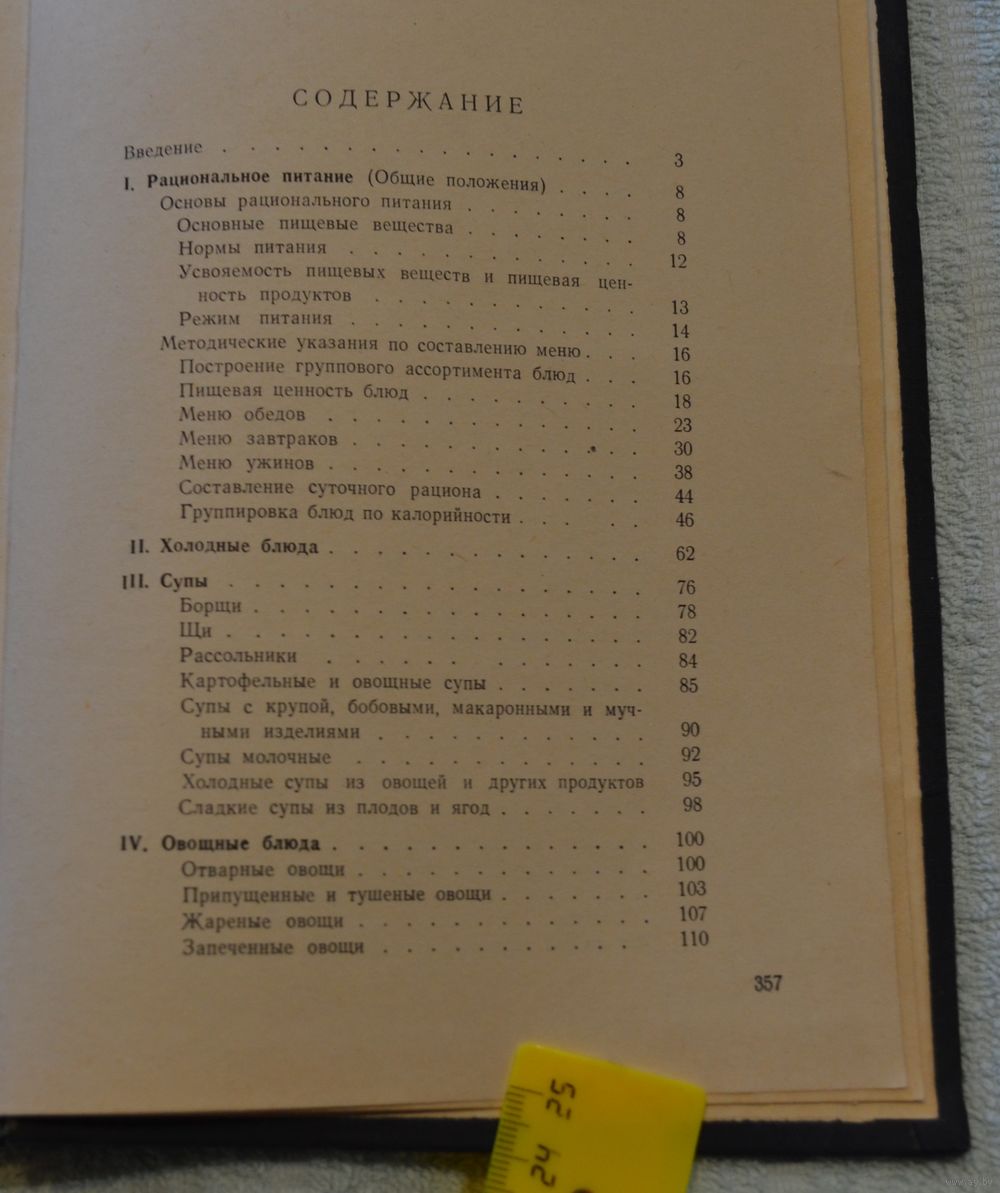 СОДЕРЖАНИЕ
Введение . . . . . . . . . . . . . . . . . 3
I. Рациональное питание (Общие положения) . . . . 8
Основы рационального питания . . . . . . . 8
Основные пищевые вещества . . . . . . . 8
Нормы питания . . . . . . . . . . . . . 12
Усвояемость пищевых веществ и пищевая цен-
ность продуктов . . . . . . . . . . . 13
Режим питания . . . . . . . . . . . . 14
Методические указания по составлению меню . . . 16
Построение группового ассортимента блюд . . . 16
Пищевая ценность блюд . . . . . . . . . 18
Меню обедов . . . . . . . . . . . . . 23
Меню завтраков . . . . . . . . . . . . 30
Меню ужинов . . . . . . . . . . . . . 38
Составление суточного рациона . . . . . . 44
Группировка блюд по калорийности . . . . . 46
II. Холодные блюда . . . . . . . . . . . . . 62
III. Супы . . . . . . . . . . . . . . . . . 76
Борщи . . . . . . . . . . . . . . . . 78
Щи . . . . . . . . . . . . . . . . . 82
Рассольники . . . . . . . . . . . . 84
Картофельные и овощные супы . . . . . . 85
Супы с крупой, бобовыми, макаронными и муч-
ными изделиями . . . . . . . . . . . 90
Супы молочные . . . . . . . . . . . . 92
Холодные супы из овощей и других продуктов 95
Сладкие супы из плодов и ягод . . . . . . 98
IV. Овощные блюда . . . . . . . . . . . . . 100
Отварные овощи . . . . . . . . . . . . 100
Припущенные и тушеные овощи . . . . . . 103
Жареные овощи . . . . . . . . . . . . 107
Запеченные овощи . . . . . . . . . . . 110
357
24 25
www.ay.by